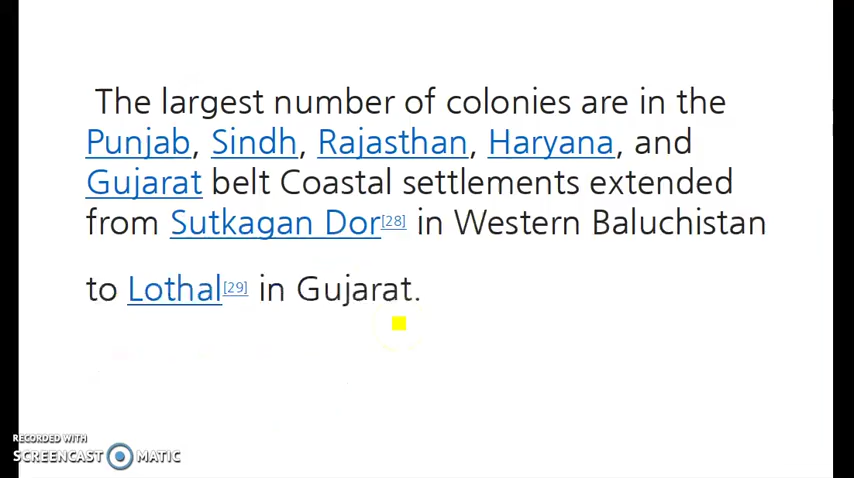 The largest number of colonies are in the
Punjab, Sindh, Rajasthan, Haryana, and
Gujarat belt Coastal settlements extended
from Sutkagan Dor[28] in Western Baluchistan
to Lothal[29] in Gujarat.
RECORDED WITH
SCREENCAST MATIC